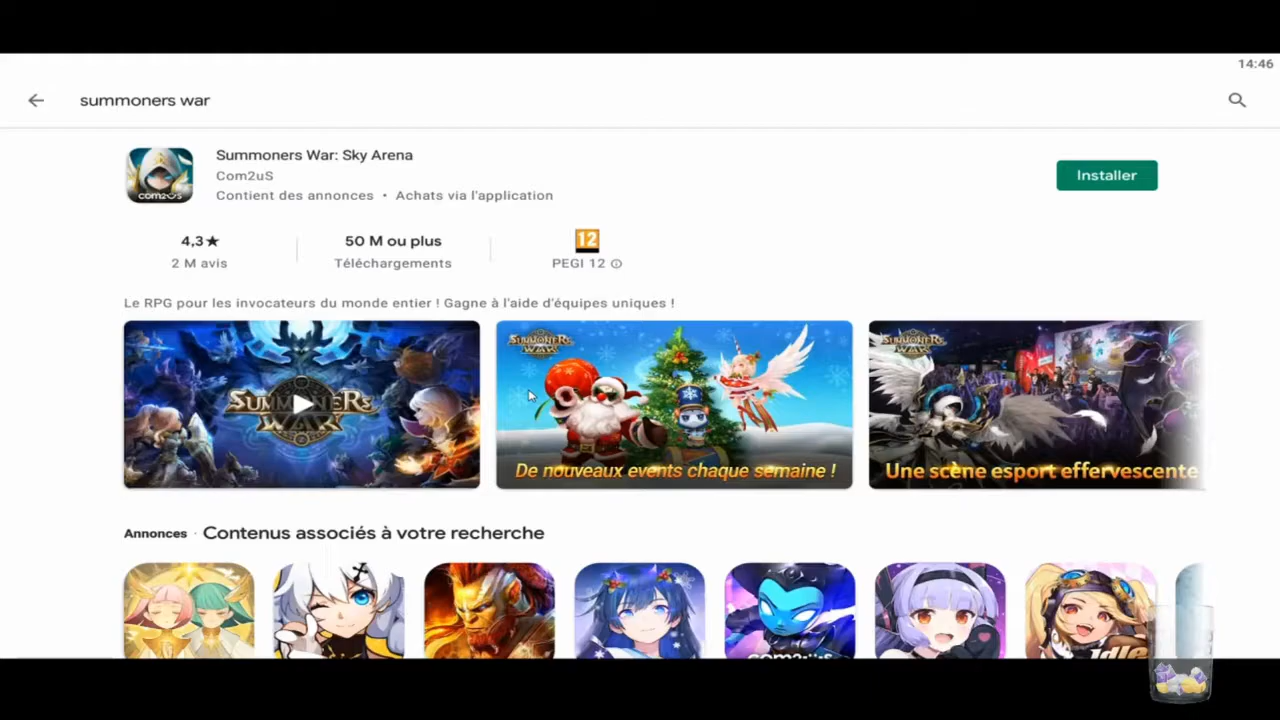 14:46
summoners war
Summoners War: Sky Arena
Com2uS
Contient des annonces • Achats via l'application
Installer
com2us
4,3★
2 M avis
50 M ou plus
Téléchargements
12
PEGI 12
Le RPG pour les invocateurs du monde entier ! Gagne à l'aide d'équipes uniques !
SUMMONERS WAR
SUMMONERS WAR
De nouveaux events chaque semaine !
SUMMONERS WAR
Une scène esport effervescente
Annonces · Contenus associés à votre recherche
com2us
Idle